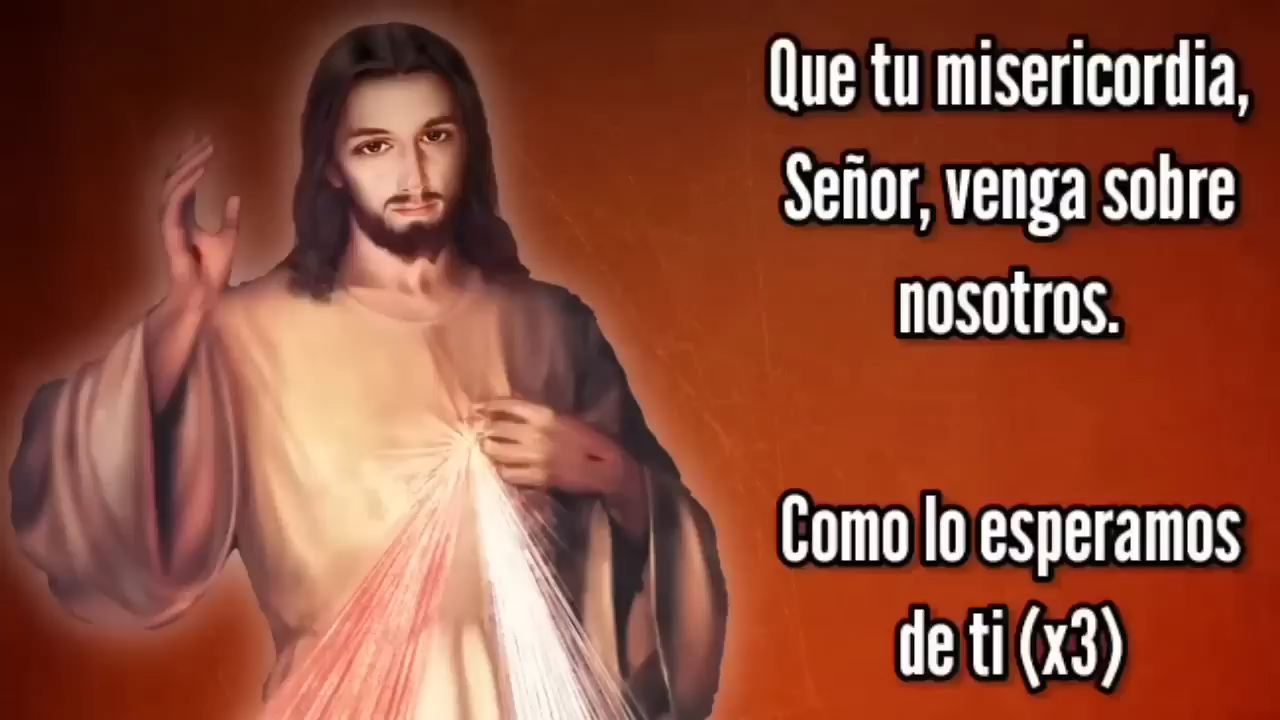 Que tu misericordia,
Señor, venga sobre
nosotros.
Como lo esperamos
de ti (x3)